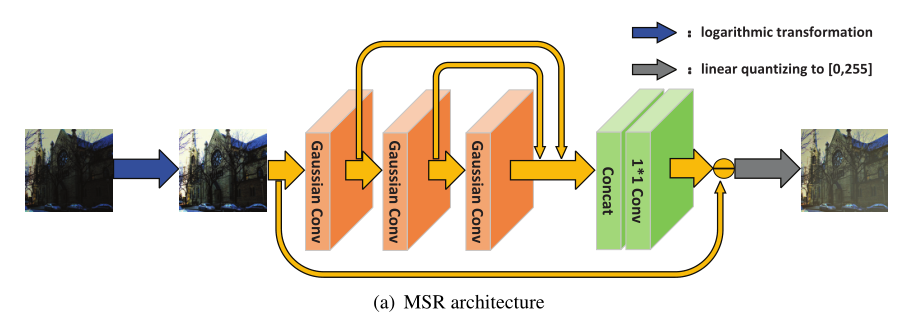 : logarithmic transformation
: linear quantizing to [0,255]
Gaussian Conv
Gaussian Conv
Gaussian Conv
Concat
1*1 Conv
(a) MSR architecture